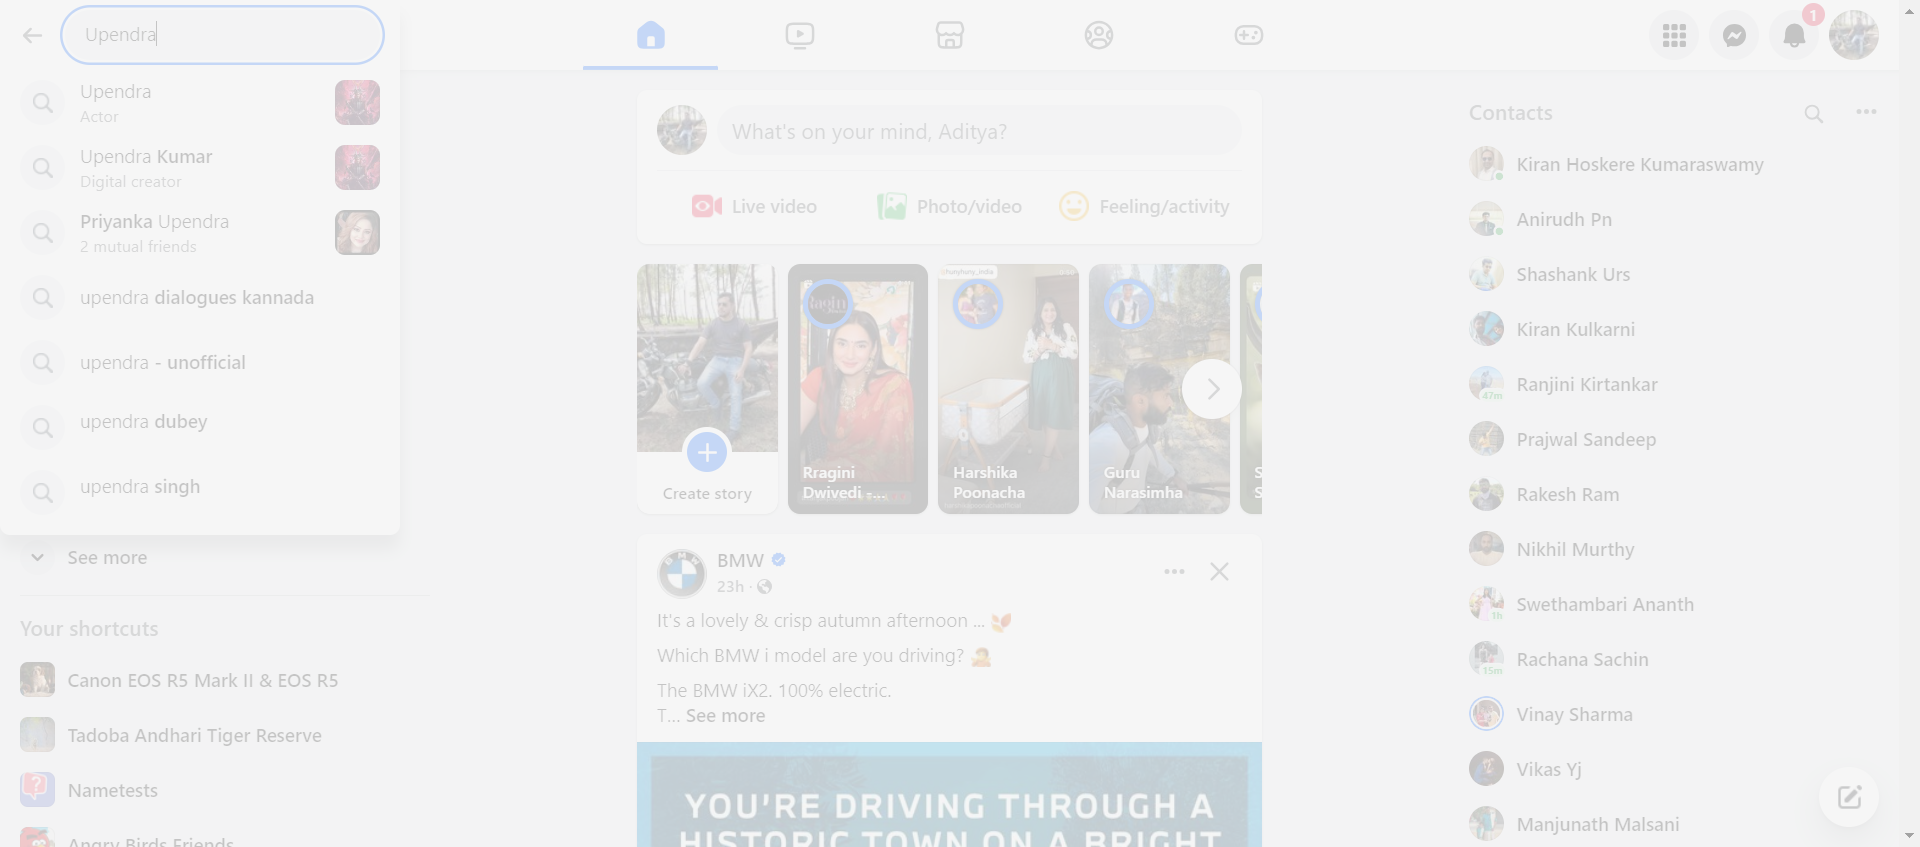 Upendra
Upendra
Actor
Upendra Kumar
Digital creator
Priyanka Upendra
2 mutual friends
upendra dialogues kannada
upendra - unofficial
upendra dubey
upendra singh
See more
Your shortcuts
Canon EOS R5 Mark II & EOS R5
Tadoba Andhari Tiger Reserve
Nametests
Angry Birds Friends
1
What's on your mind, Aditya?
Live video
Photo/video
Feeling/activity
Create story
Rragini
Dwivedi -...
Harshika
Poonacha
Guru
Narasimha
S
S
BMW
23h ·
It's a lovely & crisp autumn afternoon ...
Which BMW i model are you driving?
The BMW iX2. 100% electric.
T... See more
YOU'RE DRIVING THROUGH A
HISTORIC TOWN ON A BRIGHT
Contacts
Kiran Hoskere Kumaraswamy
Anirudh Pn
Shashank Urs
Kiran Kulkarni
Ranjini Kirtankar
47m
Prajwal Sandeep
Rakesh Ram
Nikhil Murthy
Swethambari Ananth
1h
Rachana Sachin
15m
Vinay Sharma
Vikas Yj
Manjunath Malsani